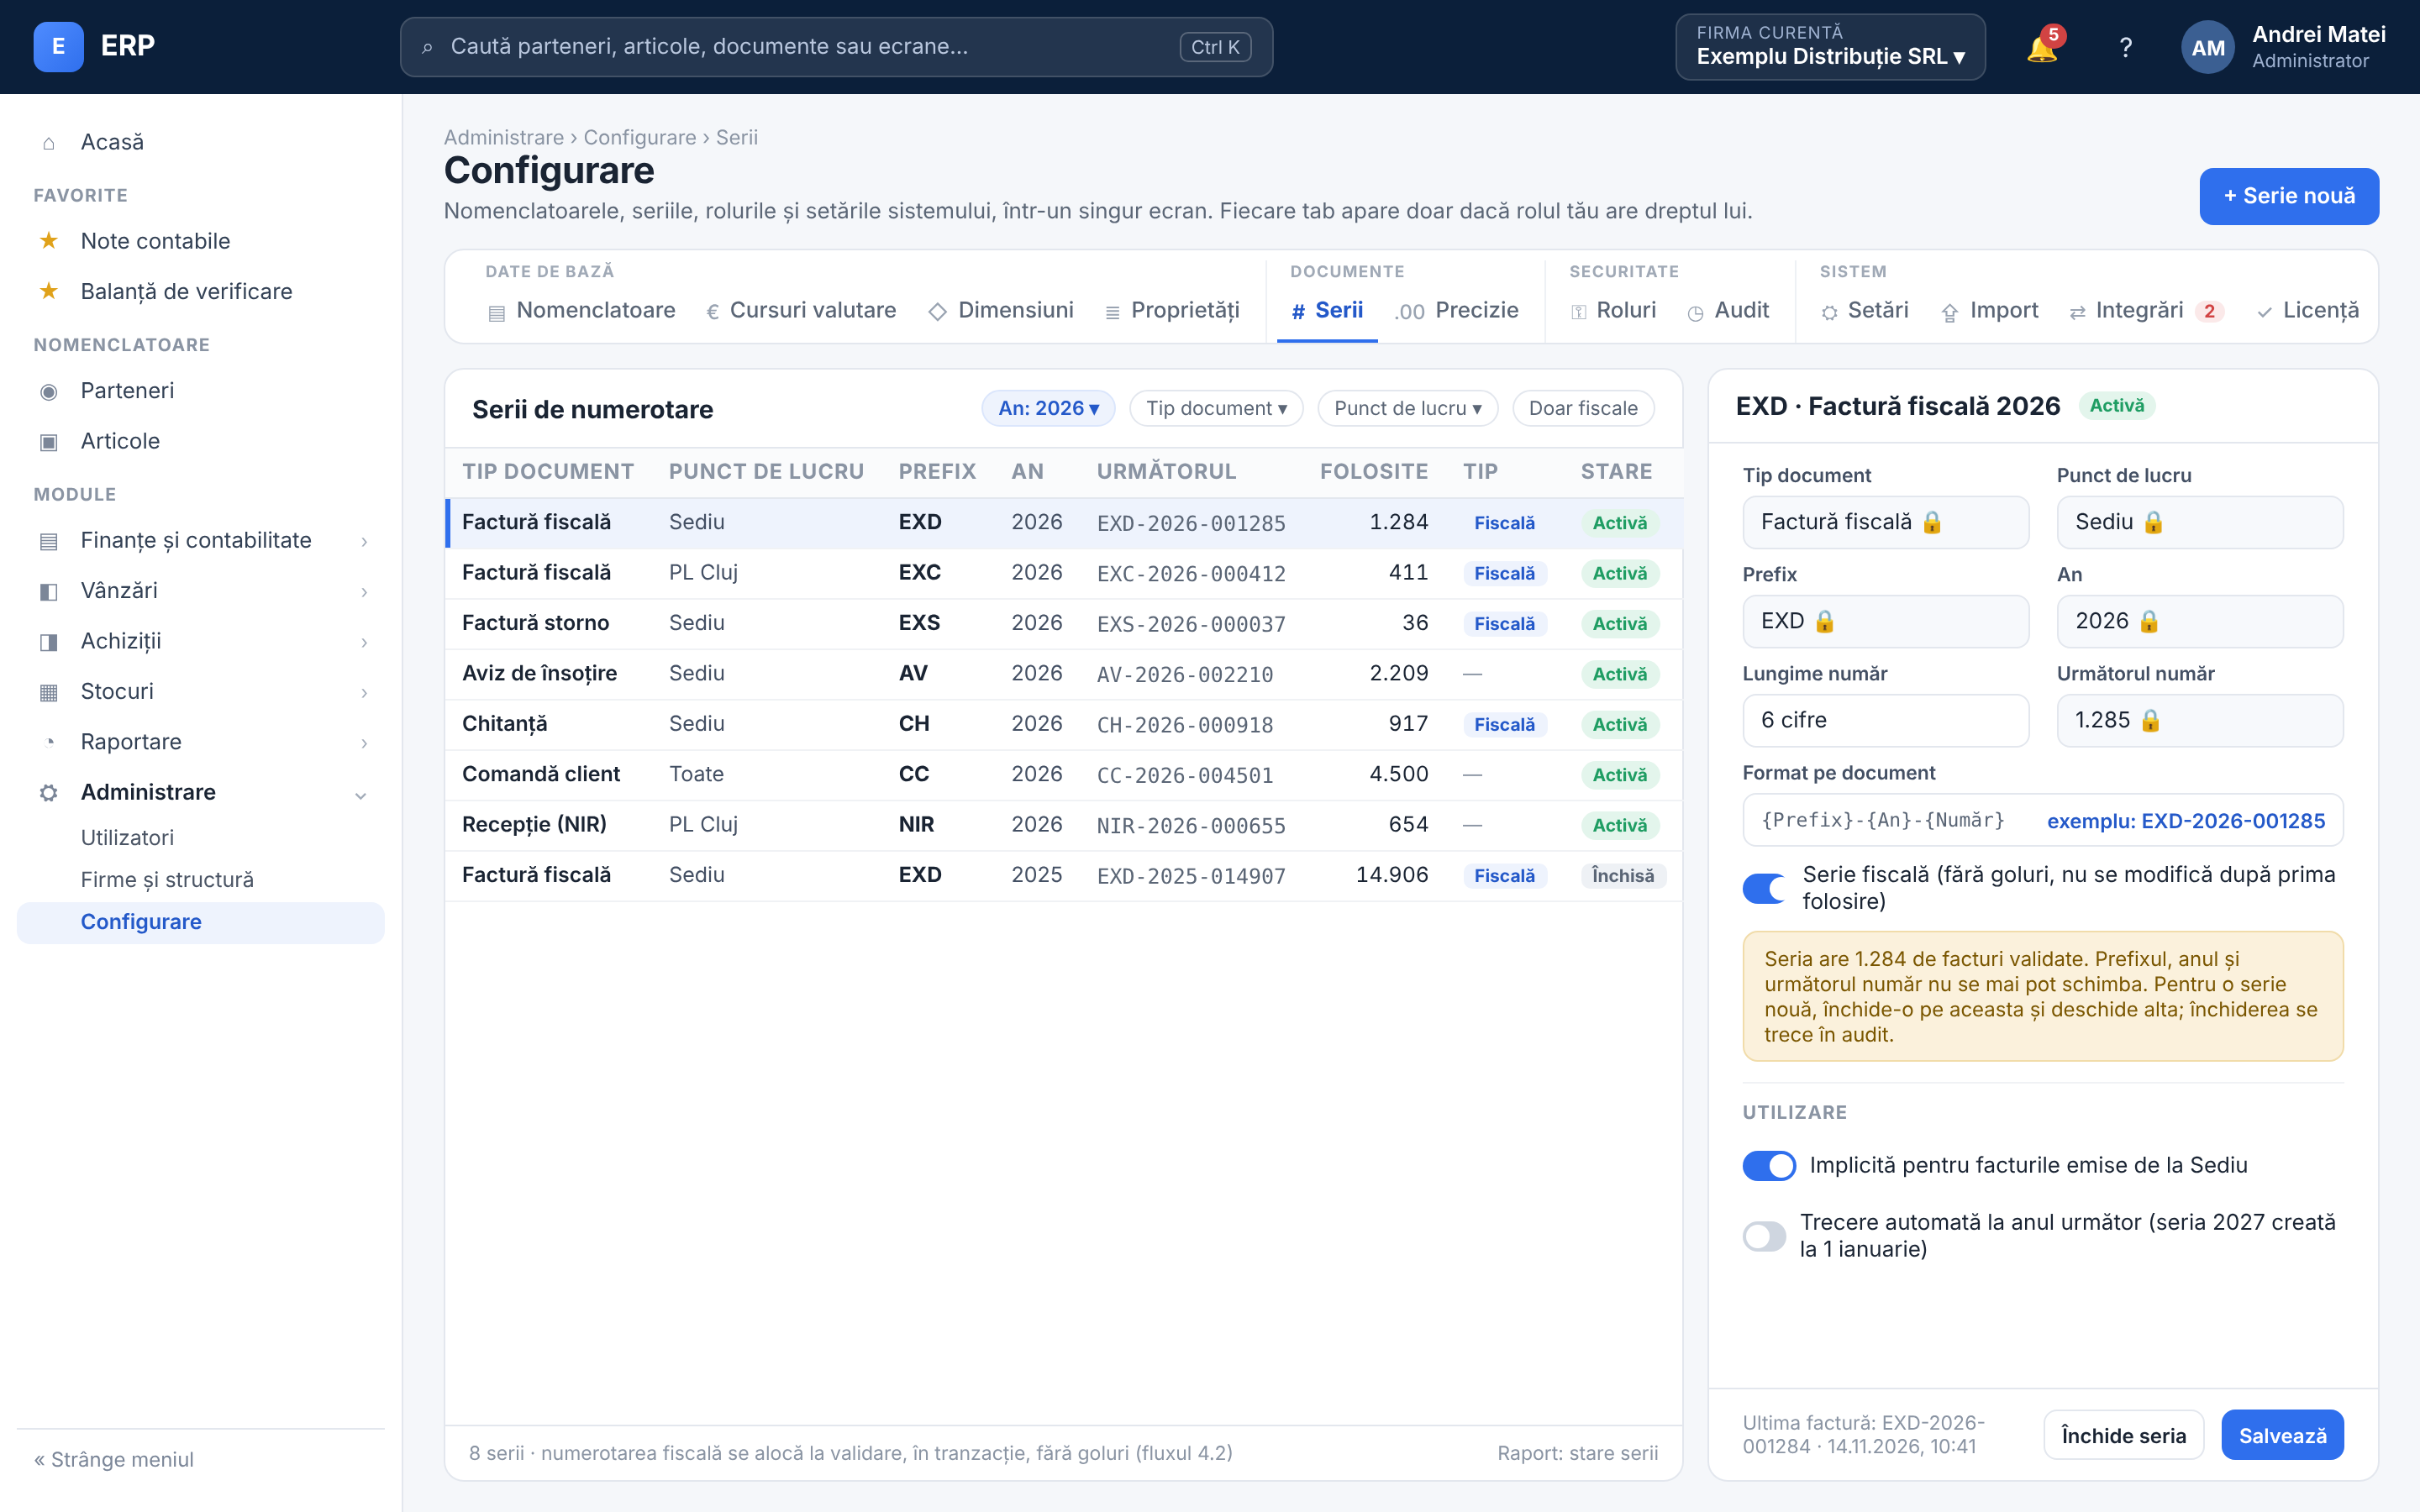 E ERP
Caută parteneri, articole, documente sau ecrane... Ctrl K
FIRMA CURENTĂ
Exemplu Distribuție SRL ▾
5
?
AM
Andrei Matei
Administrator
Acasă
FAVORITE
★ Note contabile
★ Balanță de verificare
NOMENCLATOARE
Parteneri
Articole
MODULE
Finanțe și contabilitate ›
Vânzări ›
Achiziții ›
Stocuri ›
Raportare ›
Administrare
Utilizatori
Firme și structură
Configurare
« Strânge meniul
Administrare › Configurare › Serii
Configurare
Nomenclatoarele, seriile, rolurile și setările sistemului, într-un singur ecran. Fiecare tab apare doar dacă rolul tău are dreptul lui.
+ Serie nouă
DATE DE BAZĂ DOCUMENTE SECURITATE SISTEM
Nomenclatoare € Cursuri valutare Dimensiuni Proprietăți # Serii .00 Precizie Roluri Audit Setări Import Integrări 2 ✓ Licență
Serii de numerotare An: 2026 ▾ Tip document ▾ Punct de lucru ▾ Doar fiscale
TIP DOCUMENT PUNCT DE LUCRU PREFIX AN URMĂTORUL FOLOSITE TIP STARE
Factură fiscală Sediu EXD 2026 EXD-2026-001285 1.284 Fiscală Activă
Factură fiscală PL Cluj EXC 2026 EXC-2026-000412 411 Fiscală Activă
Factură storno Sediu EXS 2026 EXS-2026-000037 36 Fiscală Activă
Aviz de însoțire Sediu AV 2026 AV-2026-002210 2.209 — Activă
Chitanță Sediu CH 2026 CH-2026-000918 917 Fiscală Activă
Comandă client Toate CC 2026 CC-2026-004501 4.500 — Activă
Recepție (NIR) PL Cluj NIR 2026 NIR-2026-000655 654 — Activă
Factură fiscală Sediu EXD 2025 EXD-2025-014907 14.906 Fiscală Închisă
8 serii · numerotarea fiscală se alocă la validare, în tranzacție, fără goluri (fluxul 4.2) Raport: stare serii
EXD · Factură fiscală 2026 Activă
Tip document Punct de lucru
Factură fiscală 🔒 Sediu 🔒
Prefix An
EXD 🔒 2026 🔒
Lungime număr Următorul număr
6 cifre 1.285 🔒
Format pe document
{Prefix}-{An}-{Număr} exemplu: EXD-2026-001285
Serie fiscală (fără goluri, nu se modifică după prima
folosire)
Seria are 1.284 de facturi validate. Prefixul, anul și
următorul număr nu se mai pot schimba. Pentru o serie
nouă, închide-o pe aceasta și deschide alta; închiderea se
trece în audit.
UTILIZARE
Implicită pentru facturile emise de la Sediu
Trecere automată la anul următor (seria 2027 creată
la 1 ianuarie)
Ultima factură: EXD-2026-
001284 · 14.11.2026, 10:41
Închide seria
Salvează